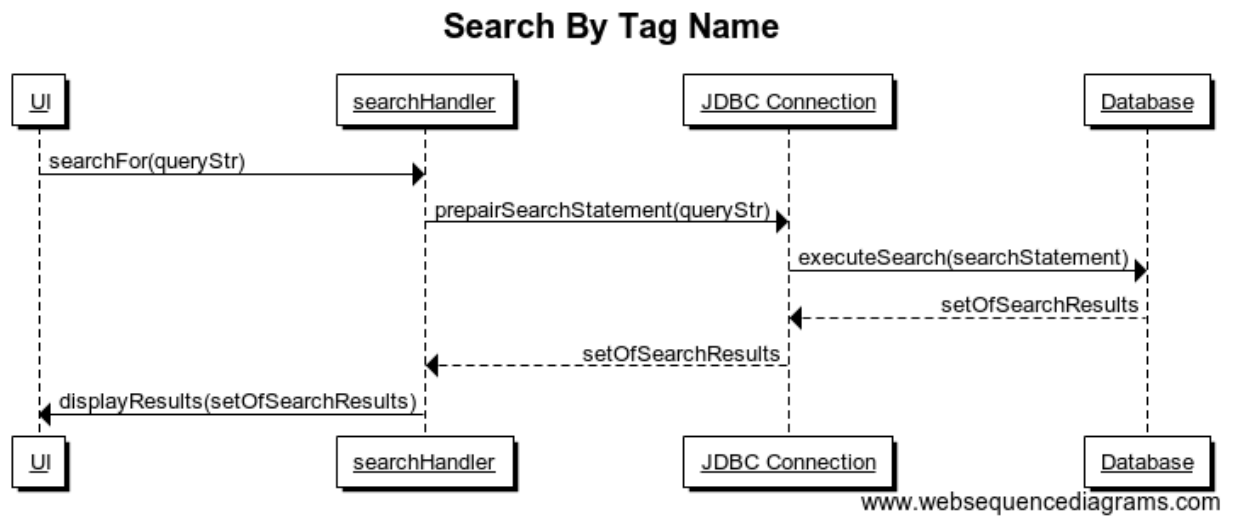 Search By Tag Name
UI searchHandler JDBC Connection Database
searchFor(queryStr)
prepairSearchStatement(queryStr)
executeSearch(searchStatement)
setOfSearchResults
setOfSearchResults
displayResults(setOfSearchResults)
UI searchHandler JDBC Connection Database
www.websequencediagrams.com